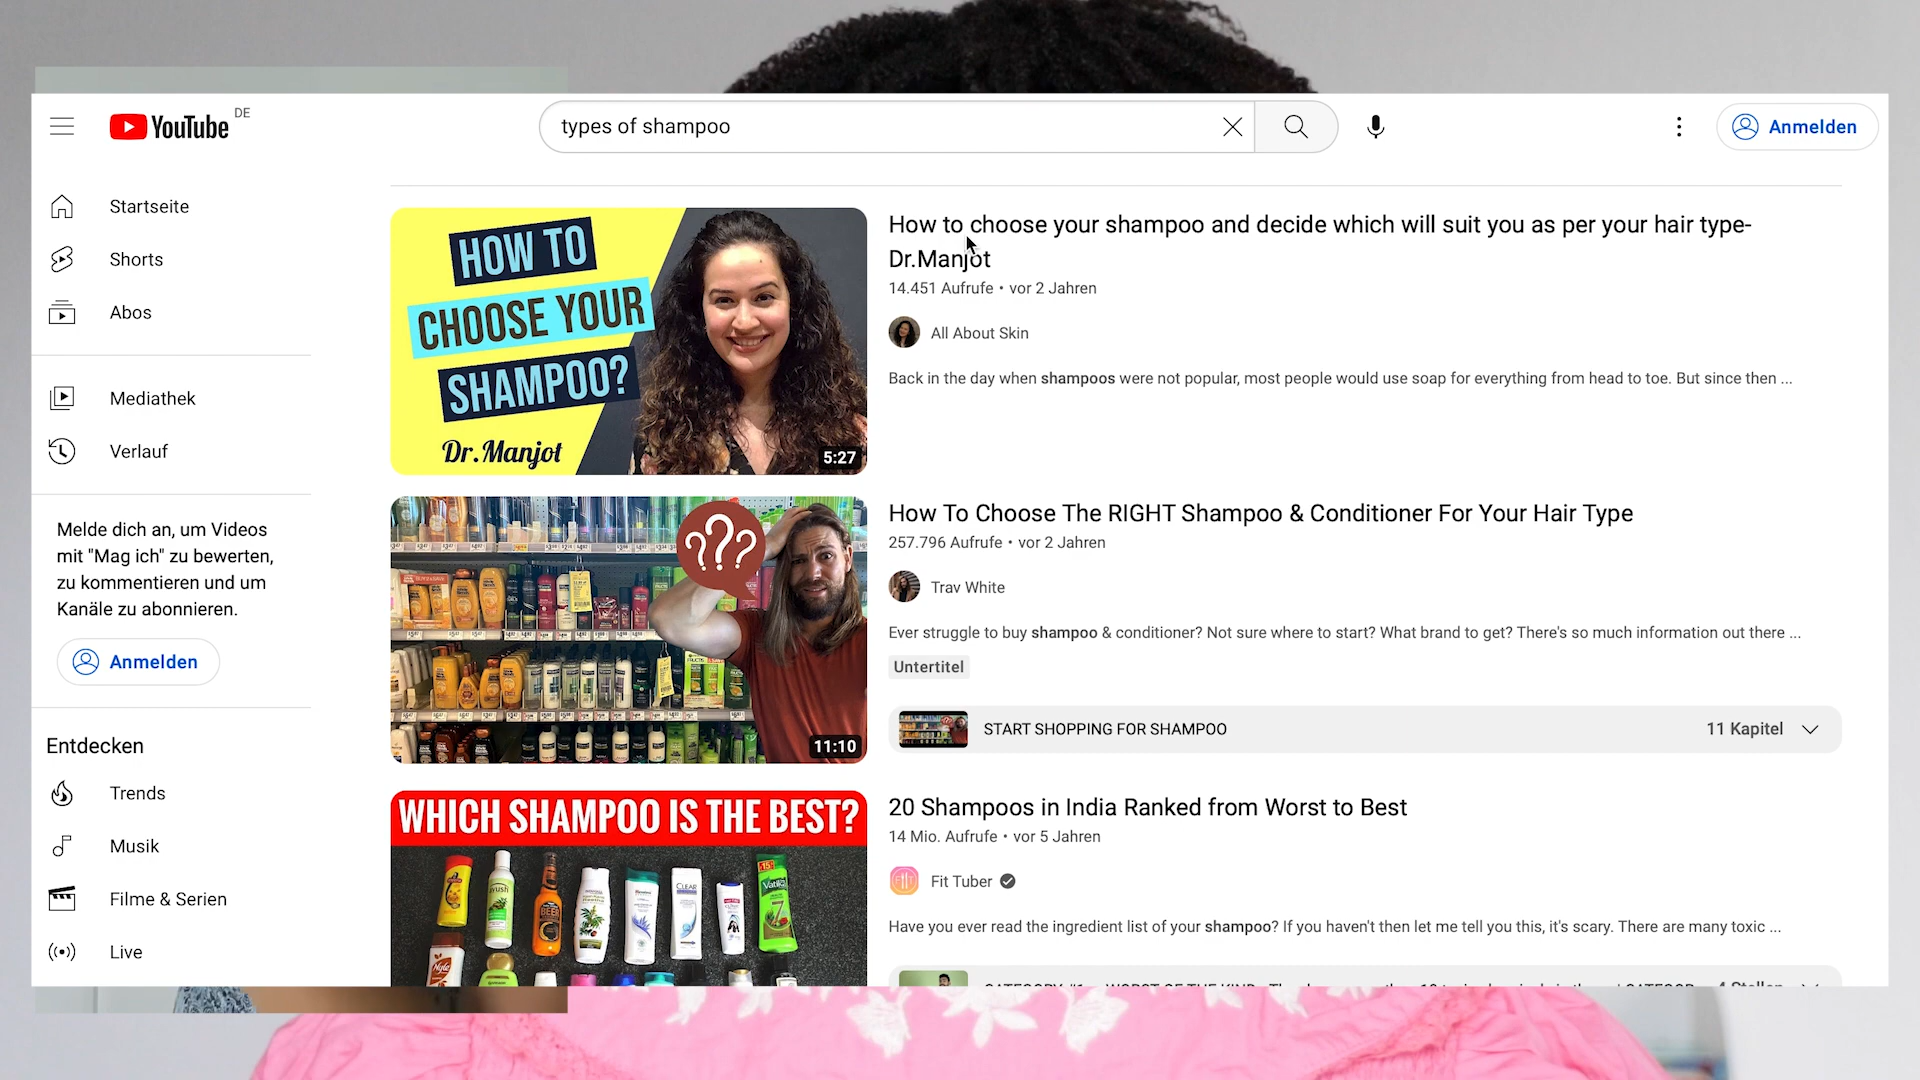 YouTube DE
types of shampoo
Anmelden
Startseite
Shorts
Abos
Mediathek
Verlauf
Melde dich an, um Videos
mit "Mag ich" zu bewerten,
zu kommentieren und um
Kanäle zu abonnieren.
Anmelden
Entdecken
Trends
Musik
Filme & Serien
Live
HOW TO
CHOOSE YOUR
SHAMPOO?
Dr.Manjot
5:27
How to choose your shampoo and decide which will suit you as per your hair type-
Dr.Manjot
14.451 Aufrufe • vor 2 Jahren
All About Skin
Back in the day when shampoos were not popular, most people would use soap for everything from head to toe. But since then ...
???
11:10
How To Choose The RIGHT Shampoo & Conditioner For Your Hair Type
257.796 Aufrufe • vor 2 Jahren
Trav White
Ever struggle to buy shampoo & conditioner? Not sure where to start? What brand to get? There's so much information out there ...
Untertitel
START SHOPPING FOR SHAMPOO
11 Kapitel
WHICH SHAMPOO IS THE BEST?
BEER
CLEAR
Vatika
Nyle
20 Shampoos in India Ranked from Worst to Best
14 Mio. Aufrufe • vor 5 Jahren
Fit Tuber
Have you ever read the ingredient list of your shampoo? If you haven't then let me tell you this, it's scary. There are many toxic ...